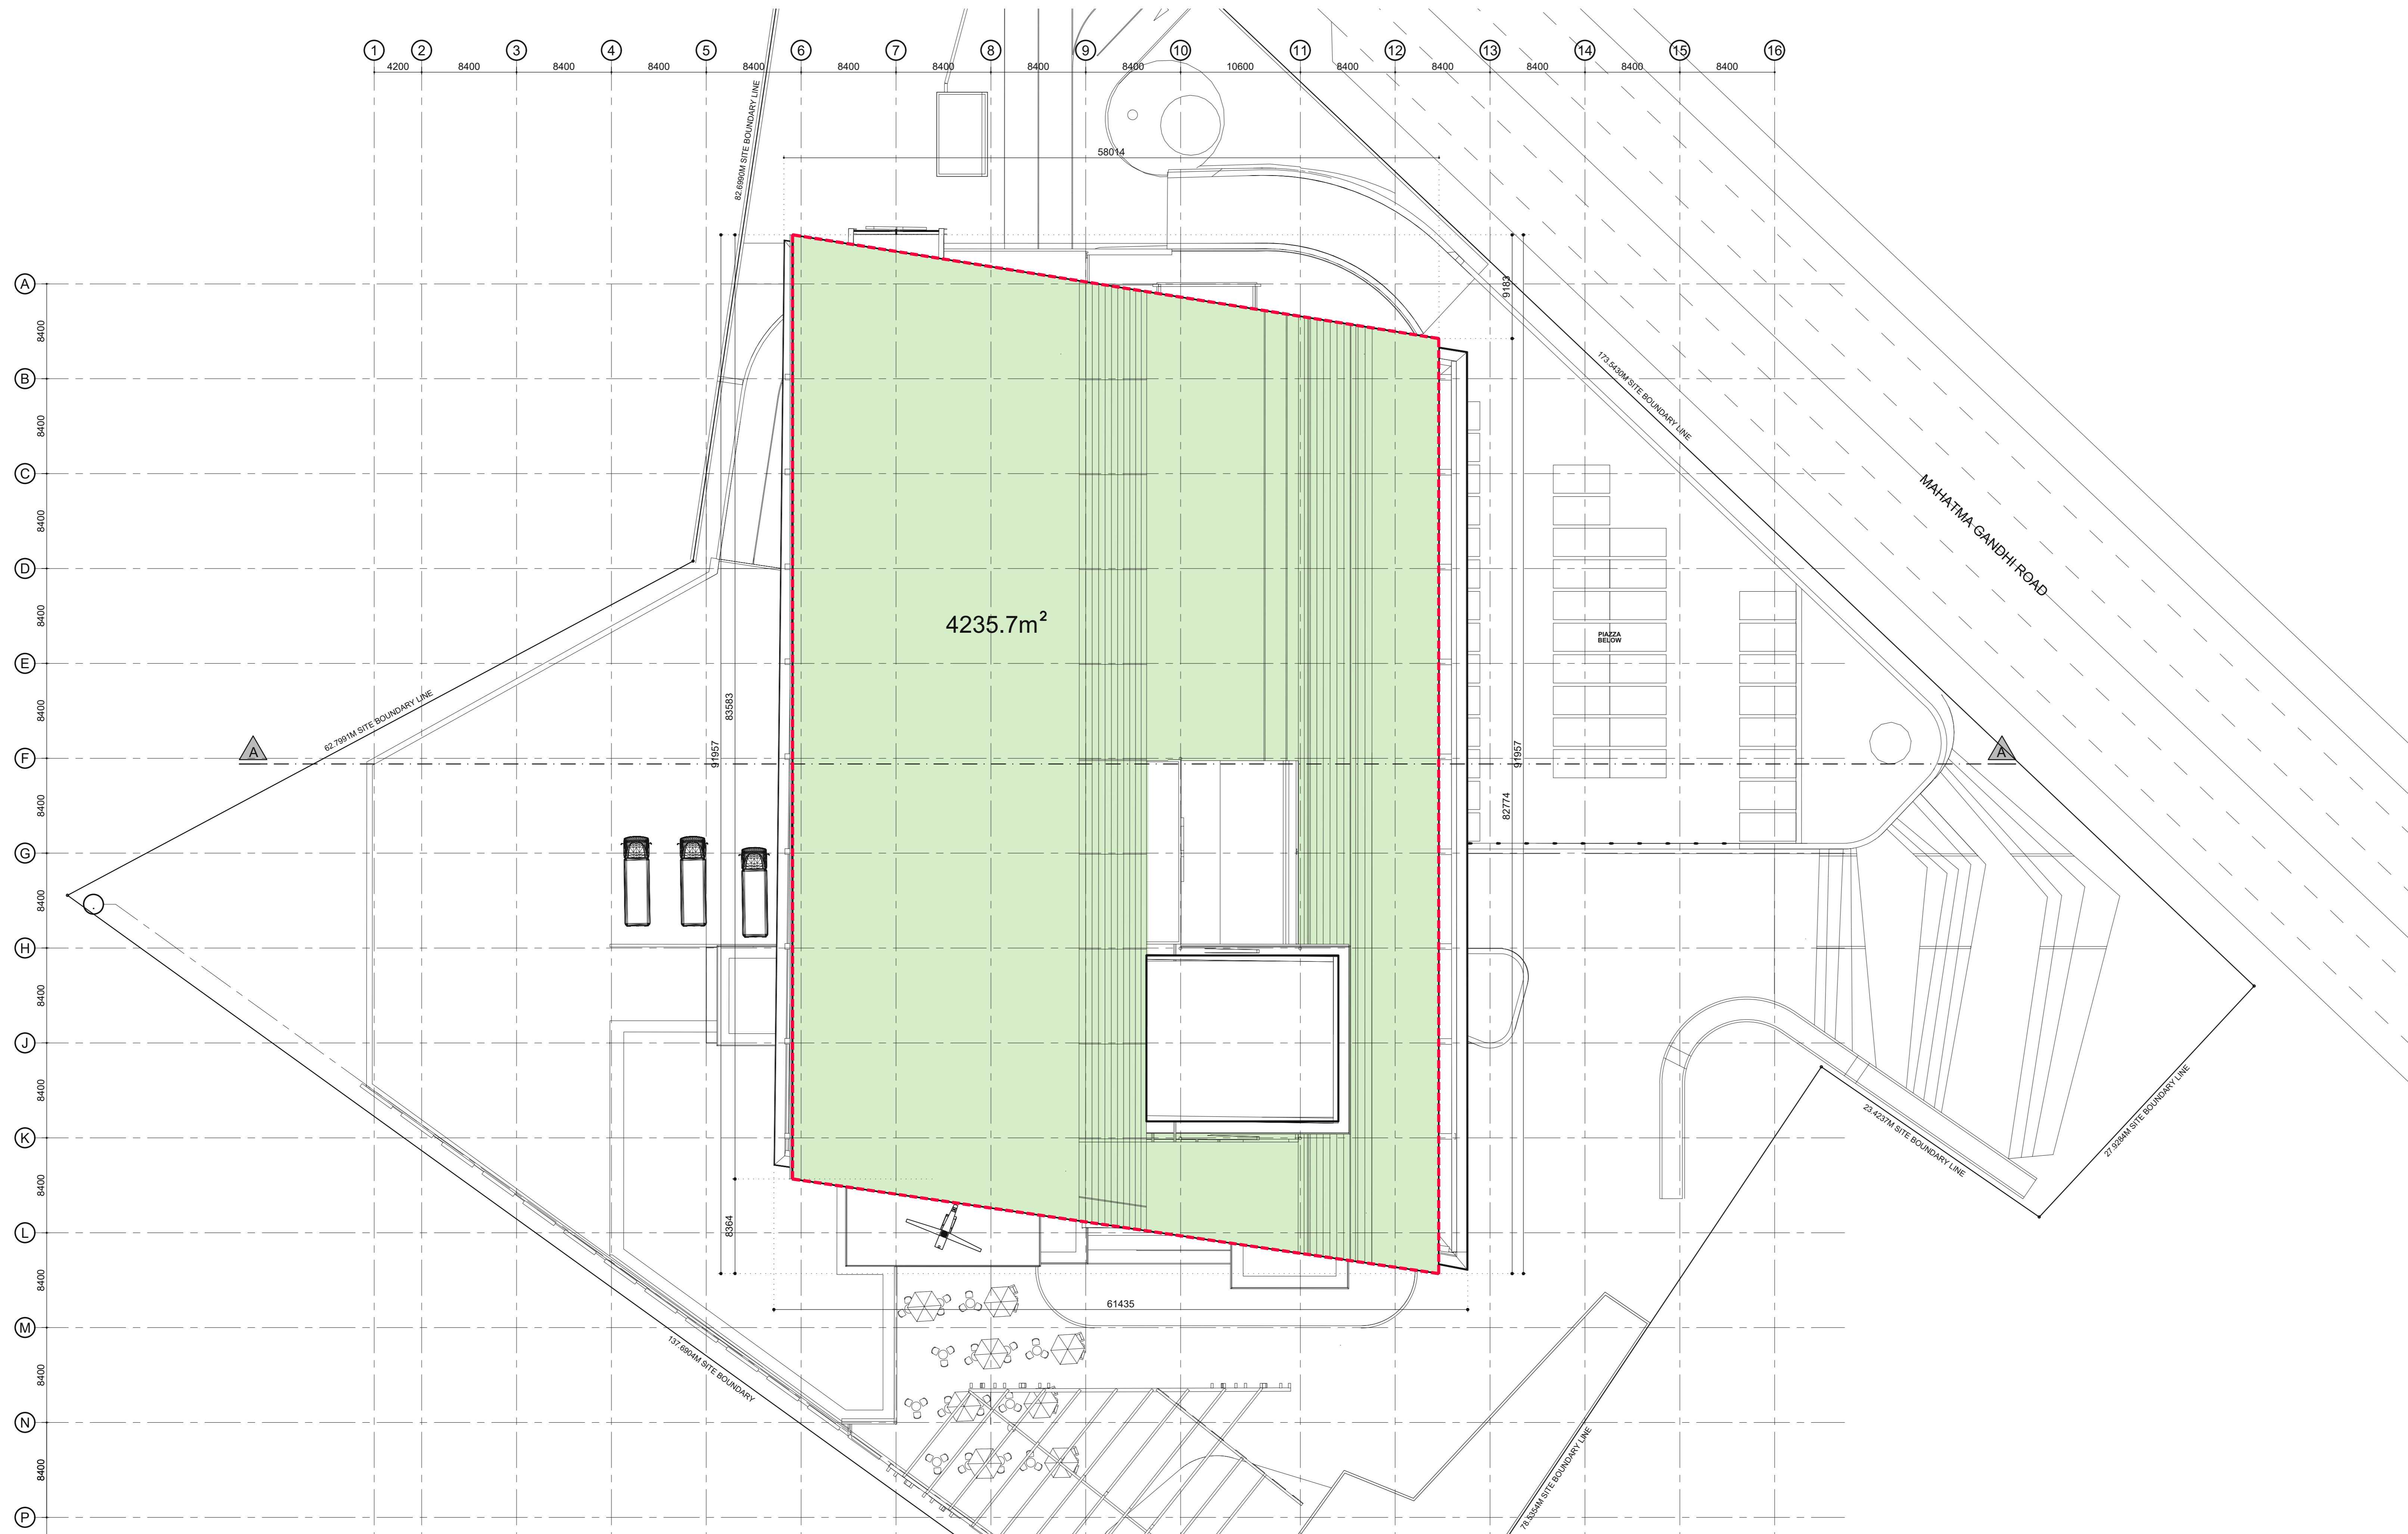 1 2 3 4 5 6 7 8 9 10 11 12 13 14 15 16
4200 8400 8400 8400 8400 8400 8400 8400 8400 10600 8400 8400 8400 8400 8400
82.6990M SITE BOUNDARY LINE
58014
A
8400
B
8400
C
8400
D
8400
E
8400
F
8400
G
8400
H
8400
J
8400
K
8400
L
8400
M
8400
N
8400
P
9183
173.5430M SITE BOUNDARY LINE
MAHATMA GANDHI ROAD
4235.7m²
PIAZZA
BELOW
62.7991M SITE BOUNDARY LINE
83583
91957
91957
82774
A
A
8364
61435
23.4237M SITE BOUNDARY LINE
27.9284M SITE BOUNDARY LINE
137.6904M SITE BOUNDARY
78.5354M SITE BOUNDARY LINE